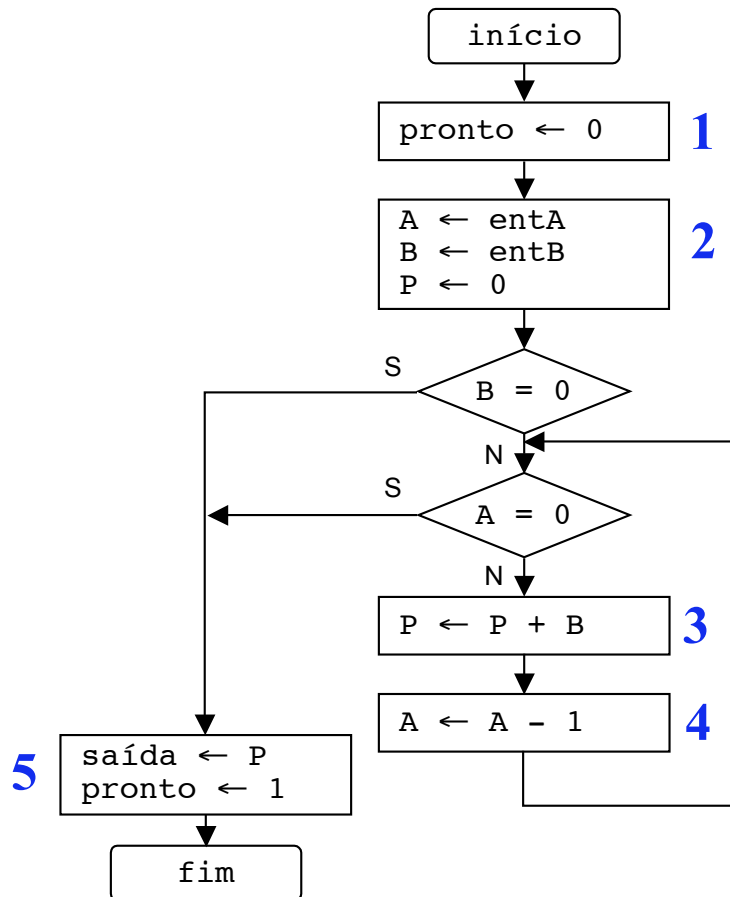 início
pronto ← 0
1
A ← entA
B ← entB
P ← 0
2
S
B = 0
N
S
A = 0
N
P ← P + B
3
A ← A - 1
4
5
saída ← P
pronto ← 1
fim